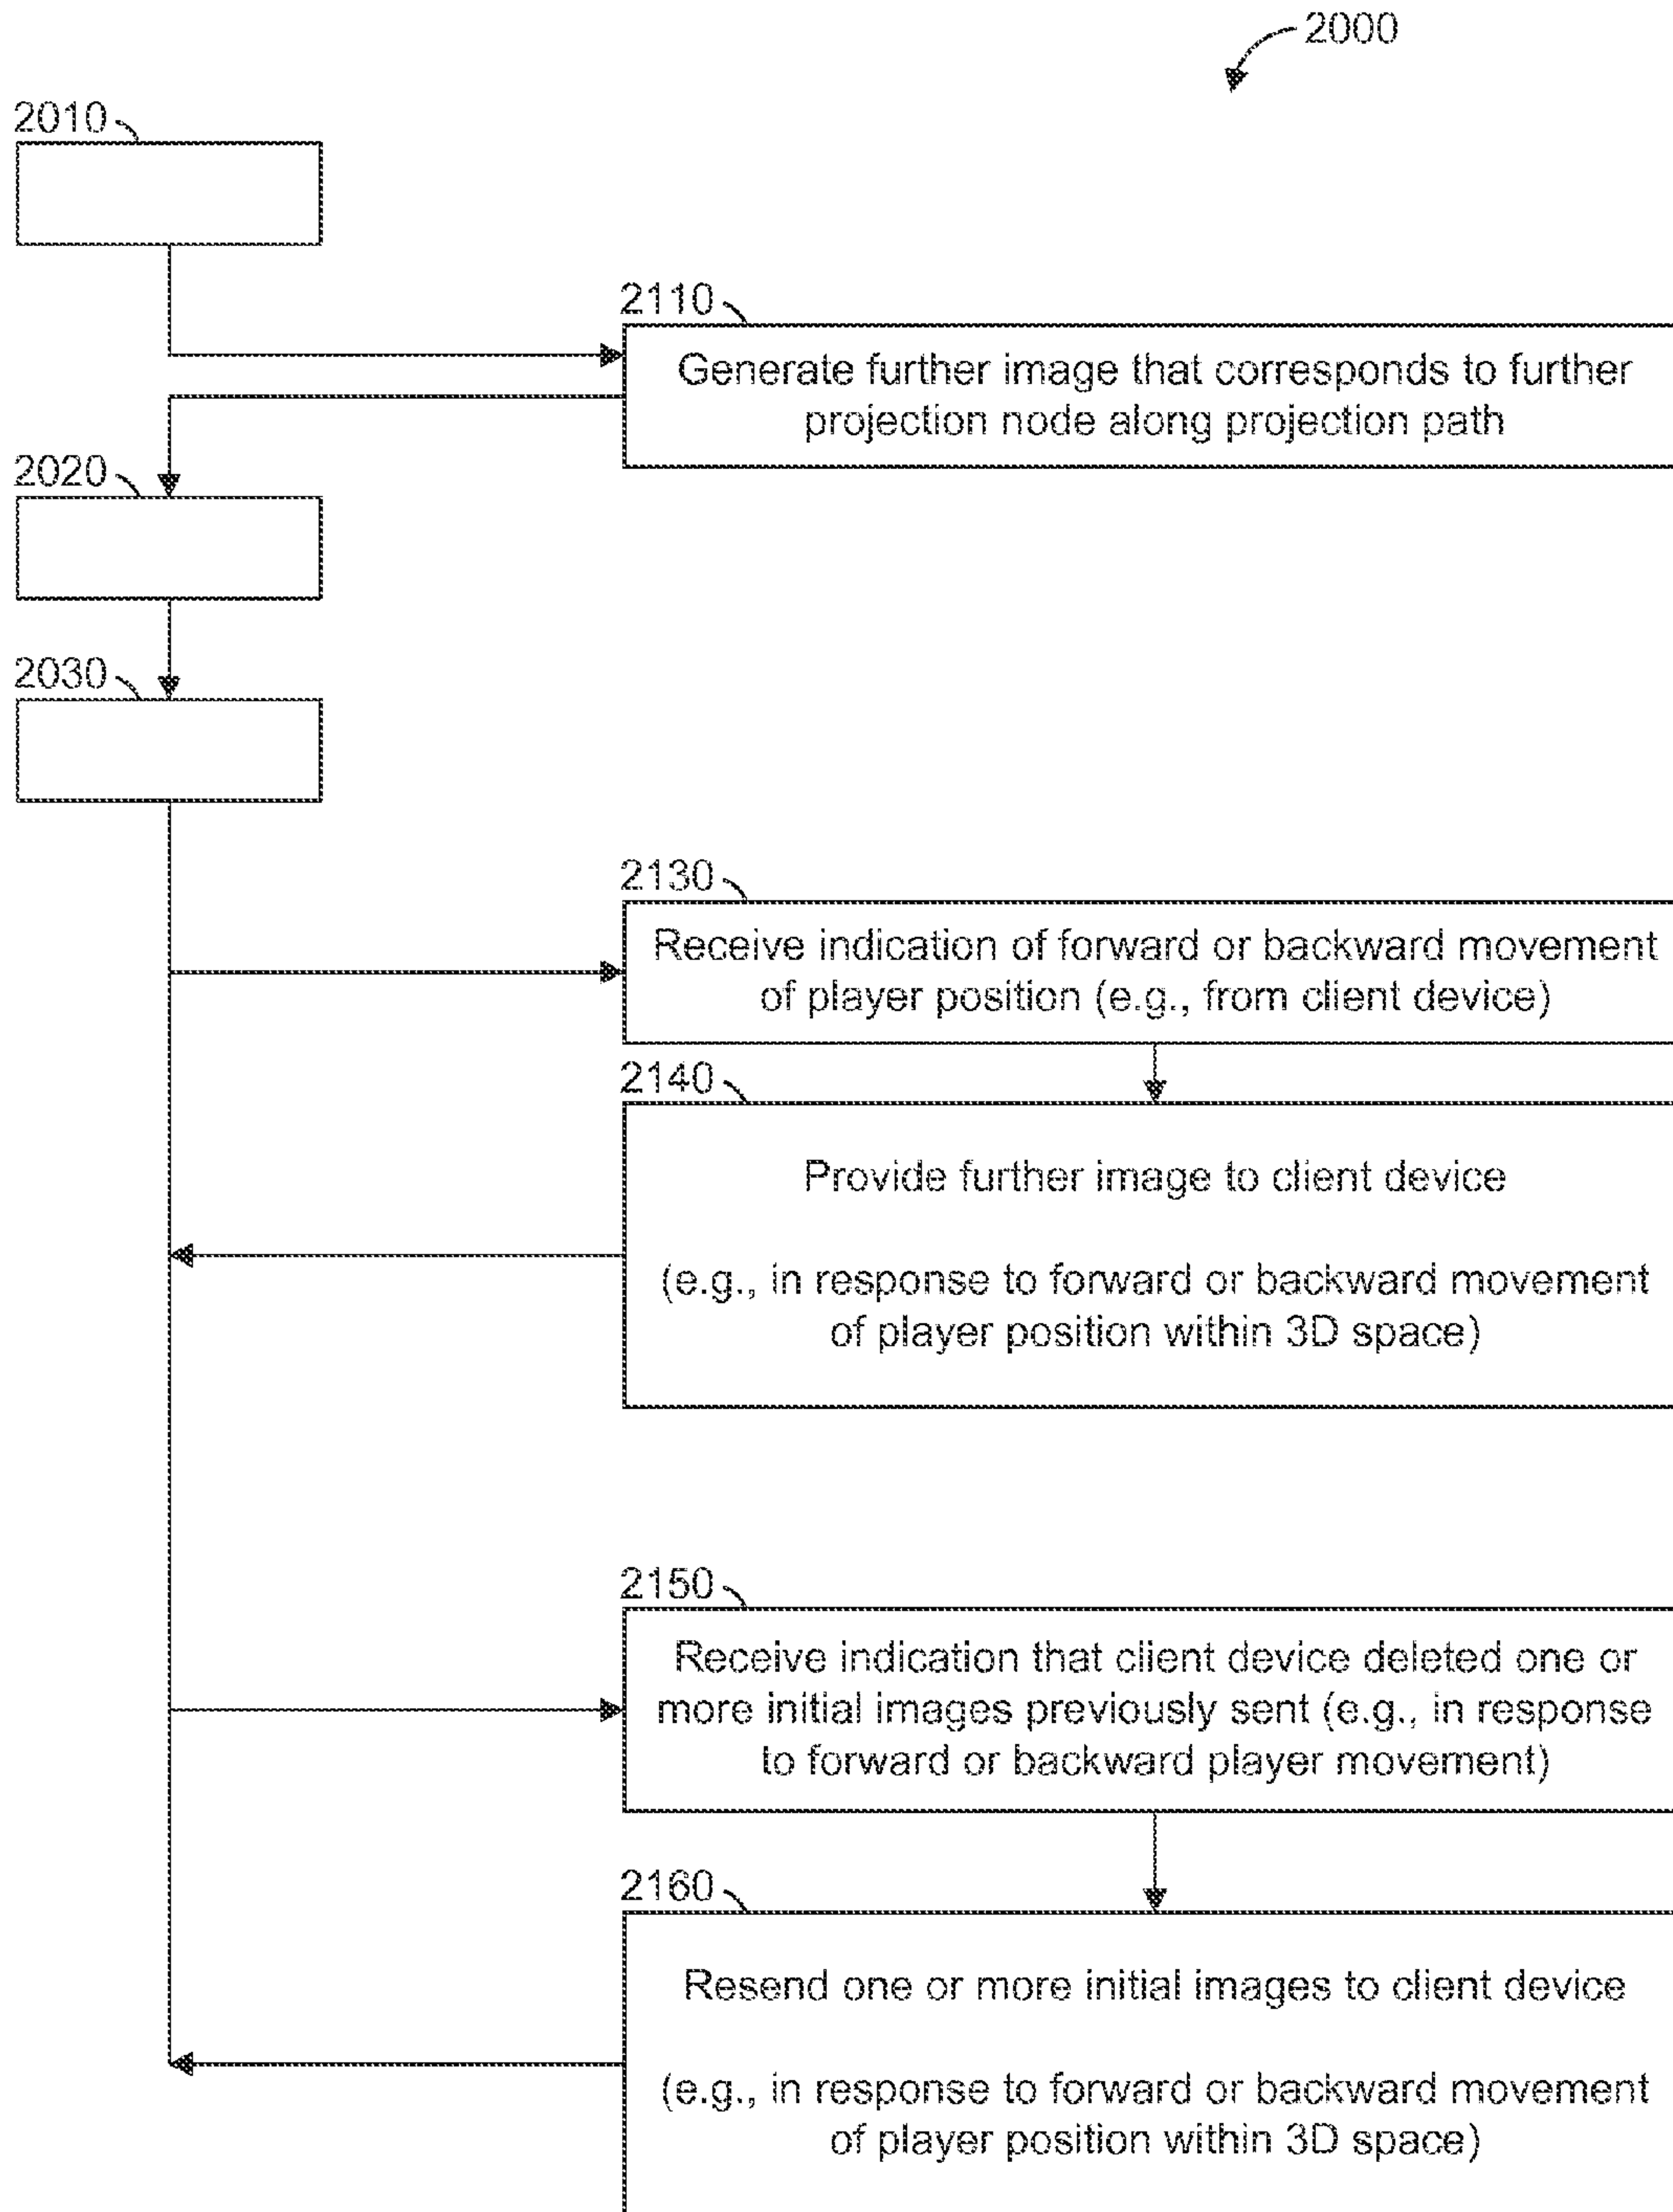 2000
2010
2110
Generate further image that corresponds to further
projection node along projection path
2020
2030
2130
Receive indication of forward or backward movement
of player position (e.g., from client device)
2140
Provide further image to client device
(e.g., in response to forward or backward movement
of player position within 3D space)
2150
Receive indication that client device deleted one or
more initial images previously sent (e.g., in response
to forward or backward player movement)
2160
Resend one or more initial images to client device
(e.g., in response to forward or backward movement
of player position within 3D space)